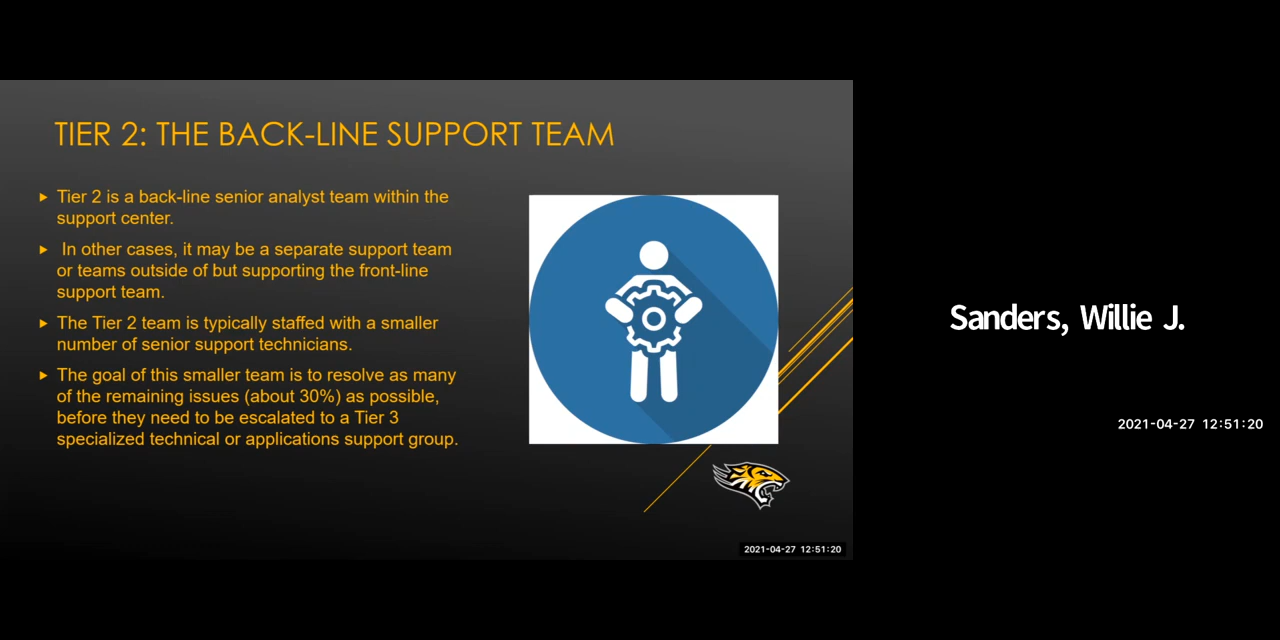 TIER 2: THE BACK-LINE SUPPORT TEAM
Tier 2 is a back-line senior analyst team within the
support center.
In other cases, it may be a separate support team
or teams outside of but supporting the front-line
support team.
The Tier 2 team is typically staffed with a smaller
number of senior support technicians.
The goal of this smaller team is to resolve as many
of the remaining issues (about 30%) as possible,
before they need to be escalated to a Tier 3
specialized technical or applications support group.
2021-04-27 12:51:20
Sanders, Willie J.
2021-04-27 12:51:20